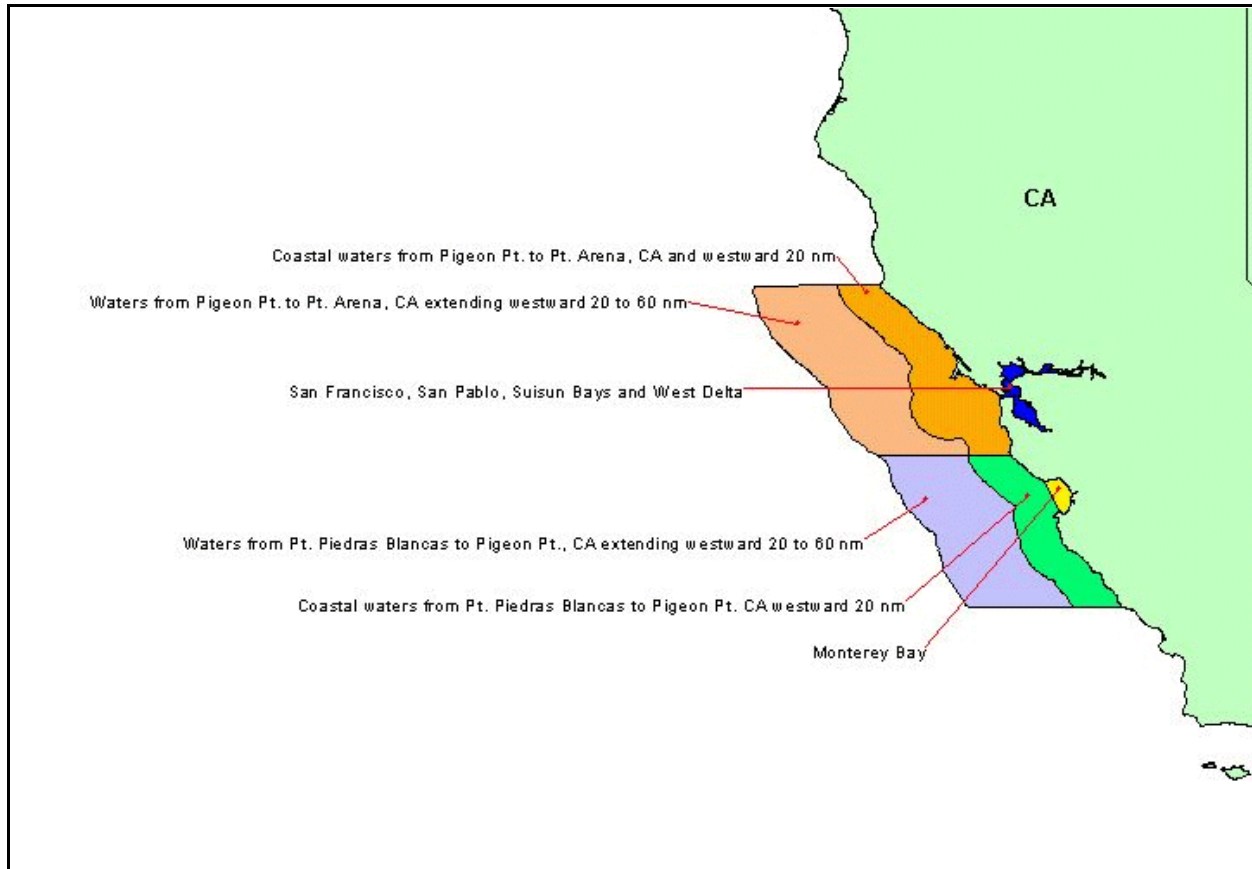 CA
Coastal waters from Pigeon Pt. to Pt. Arena, CA and westward 20 nm
Waters from Pigeon Pt. to Pt. Arena, CA extending westward 20 to 60 nm
San Francisco, San Pablo, Suisun Bays and West Delta
Waters from Pt. Piedras Blancas to Pigeon Pt., CA extending westward 20 to 60 nm
Coastal waters from Pt. Piedras Blancas to Pigeon Pt. CA westward 20 nm
Monterey Bay